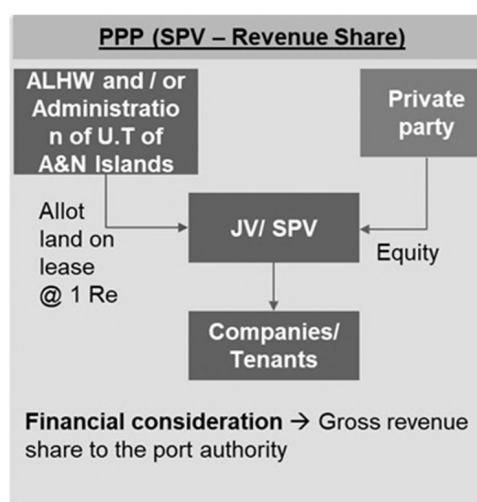 PPP (SPV – Revenue Share)
ALHW and / or
Administratio
n of U.T of
A&N Islands
Private
party
Allot
land on
lease
@ 1 Re
JV/ SPV
Equity
Companies/
Tenants
Financial consideration → Gross revenue
share to the port authority